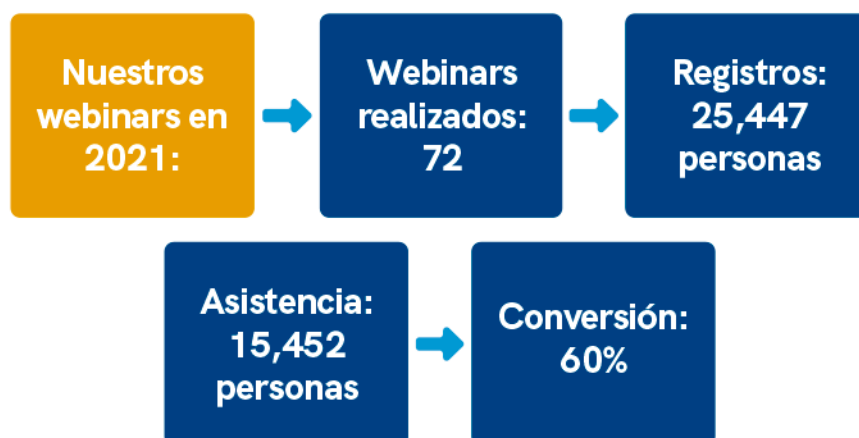 Nuestros
webinars en
2021:
Webinars
realizados:
72
Registros:
25,447
personas
Asistencia:
15,452
personas
Conversión:
60%